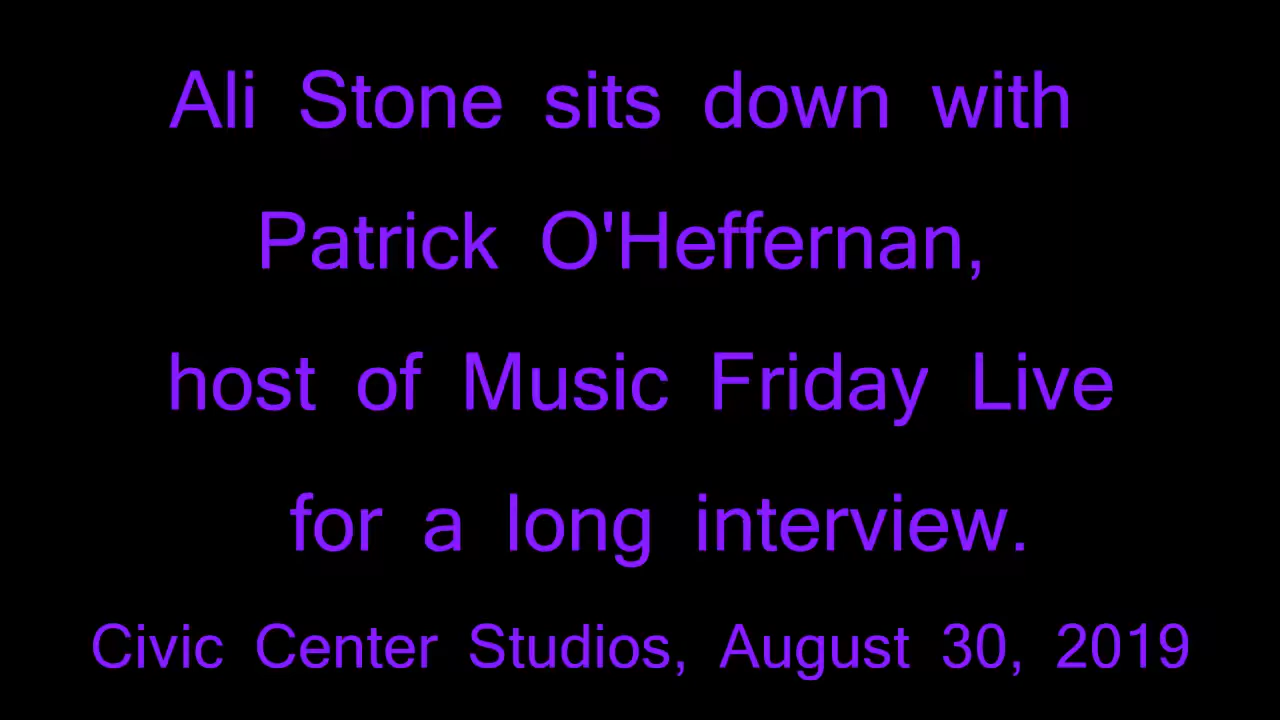 Ali Stone sits down with
Patrick O'Heffernan,
host of Music Friday Live
for a long interview.
Civic Center Studios, August 30, 2019